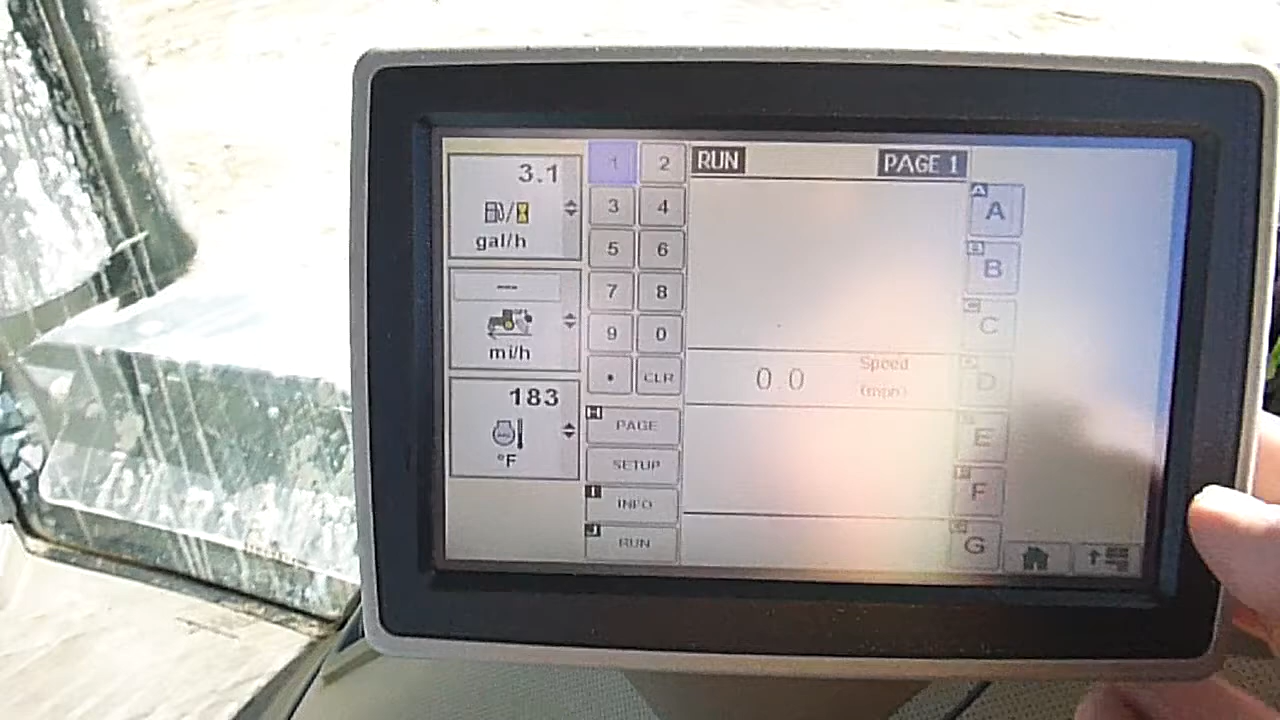 3.1
gal/h
---
mi/h
183
°F
1 2
3 4
5 6
7 8
9 0
• CLR
H PAGE
SETUP
I INFO
J RUN
RUN PAGE 1
0.0 Speed
(mph)
A A
B B
C
D
E
F
G G